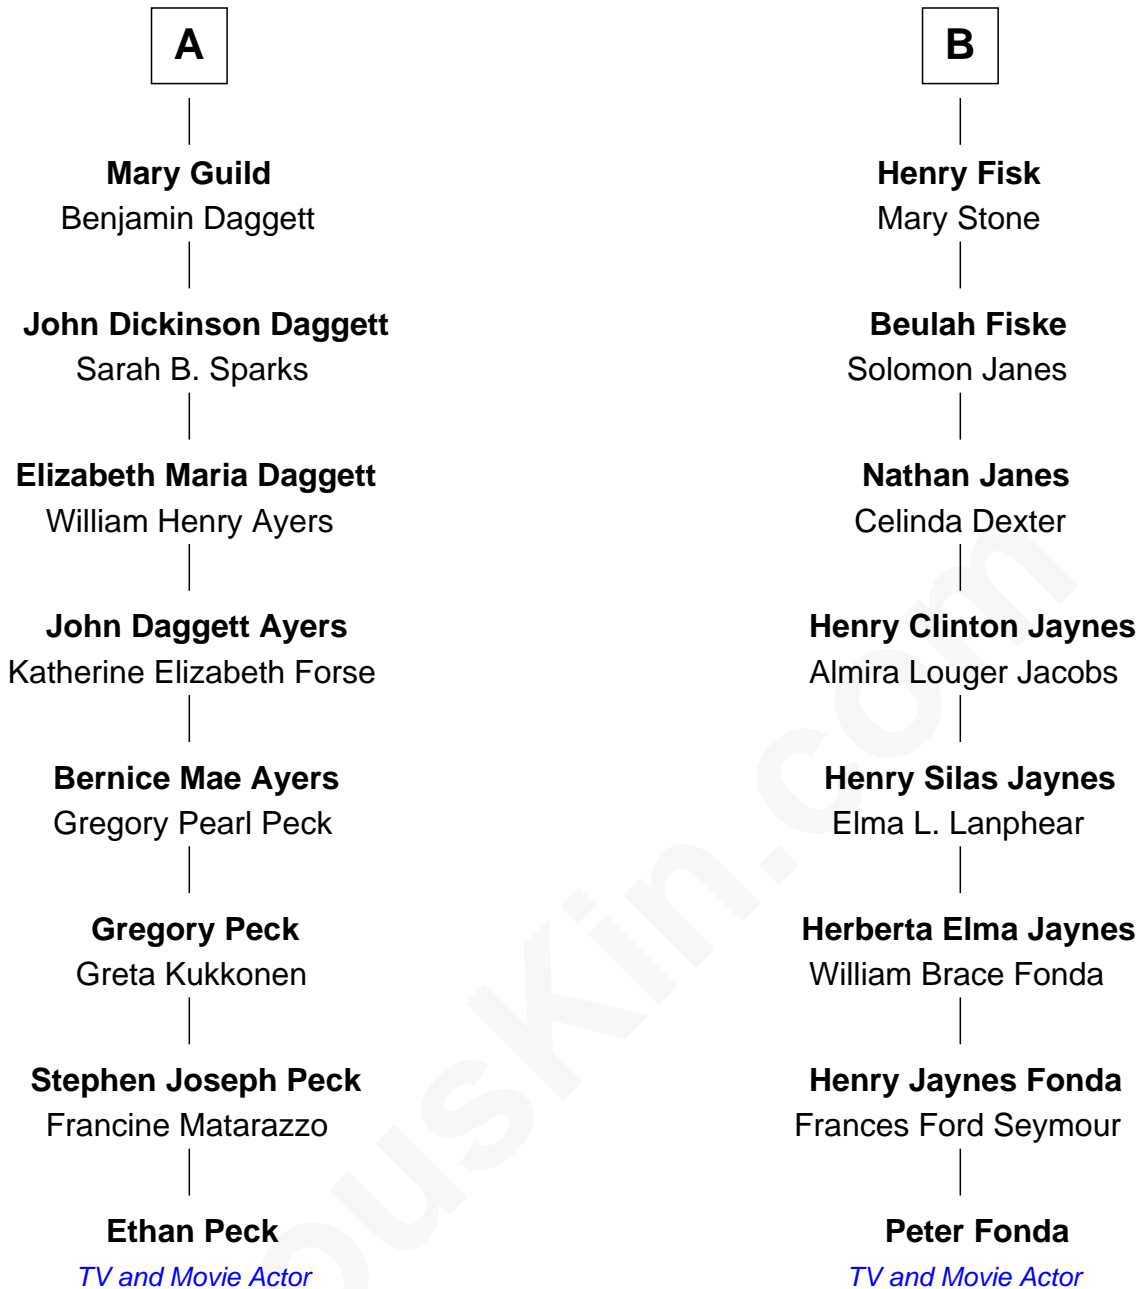 A
Mary Guild
Benjamin Daggett
John Dickinson Daggett
Sarah B. Sparks
Elizabeth Maria Daggett
William Henry Ayers
John Daggett Ayers
Katherine Elizabeth Forse
Bernice Mae Ayers
Gregory Pearl Peck
Gregory Peck
Greta Kukkonen
Stephen Joseph Peck
Francine Matarazzo
Ethan Peck
TV and Movie Actor
B
Henry Fisk
Mary Stone
Beulah Fiske
Solomon Janes
Nathan Janes
Celinda Dexter
Henry Clinton Jaynes
Almira Louger Jacobs
Henry Silas Jaynes
Elma L. Lanphear
Herberta Elma Jaynes
William Brace Fonda
Henry Jaynes Fonda
Frances Ford Seymour
Peter Fonda
TV and Movie Actor
ousKin.com